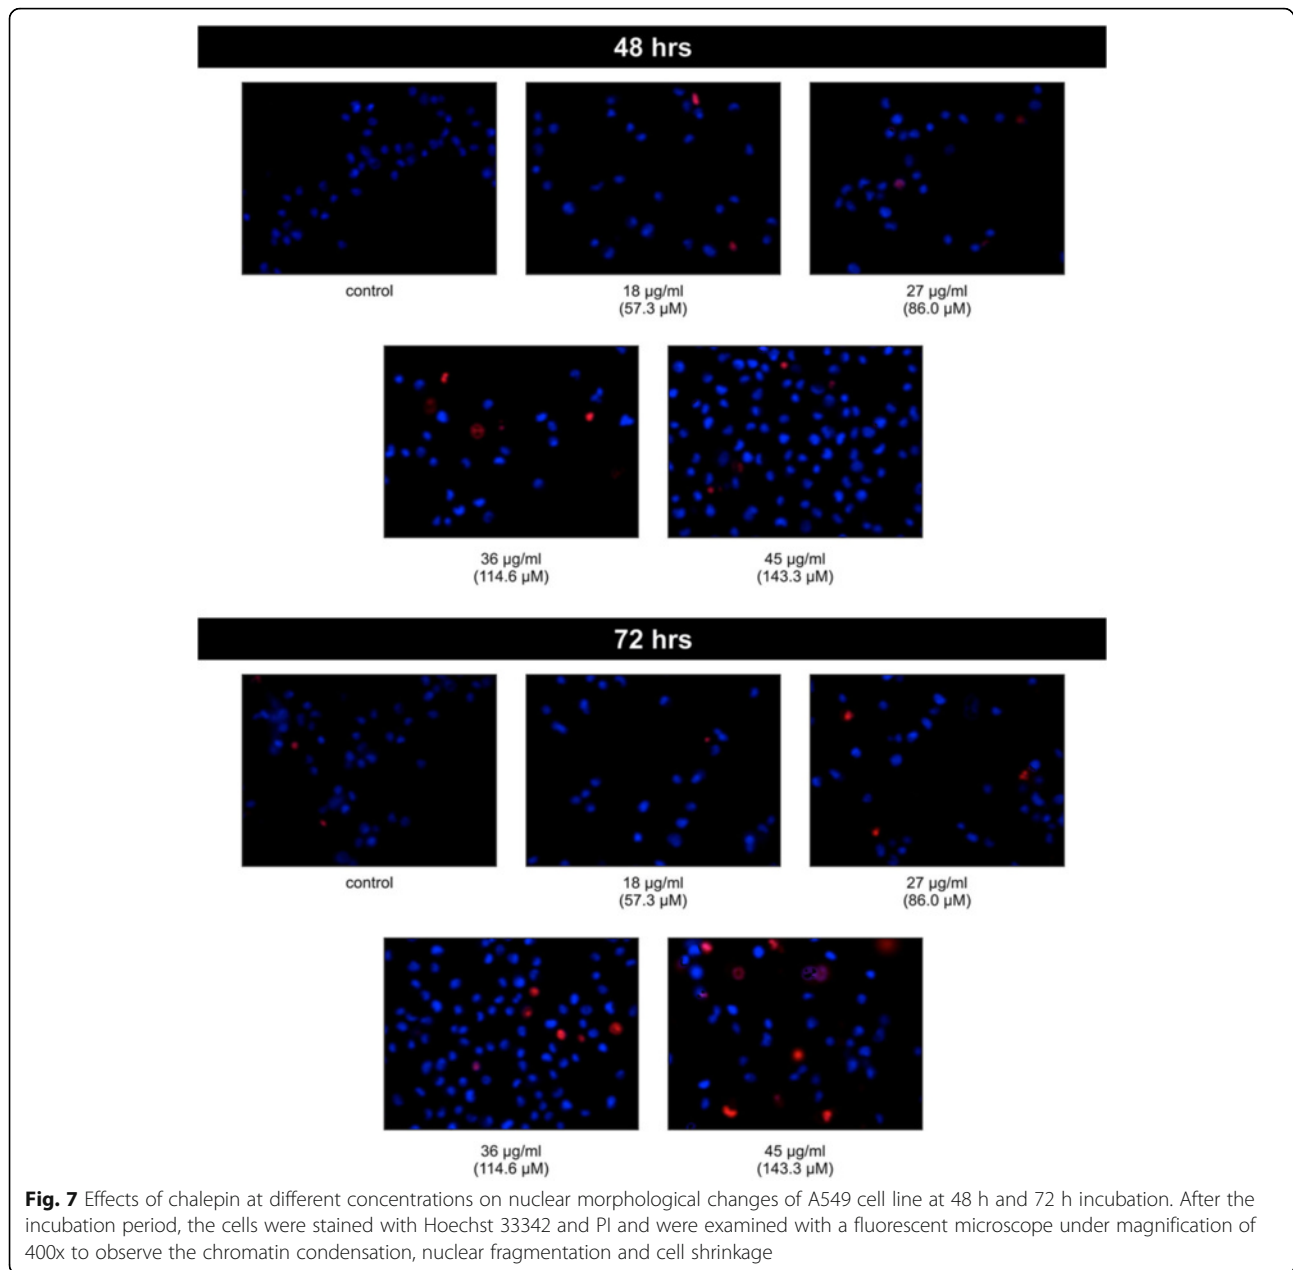 48 hrs
control
18 µg/ml
(57.3 µM)
27 µg/ml
(86.0 µM)
36 µg/ml
(114.6 µM)
45 µg/ml
(143.3 µM)
72 hrs
control
18 µg/ml
(57.3 µM)
27 µg/ml
(86.0 µM)
36 µg/ml
(114.6 µM)
45 µg/ml
(143.3 µM)
Fig. 7 Effects of chalepin at different concentrations on nuclear morphological changes of A549 cell line at 48 h and 72 h incubation. After the
incubation period, the cells were stained with Hoechst 33342 and PI and were examined with a fluorescent microscope under magnification of
400x to observe the chromatin condensation, nuclear fragmentation and cell shrinkage